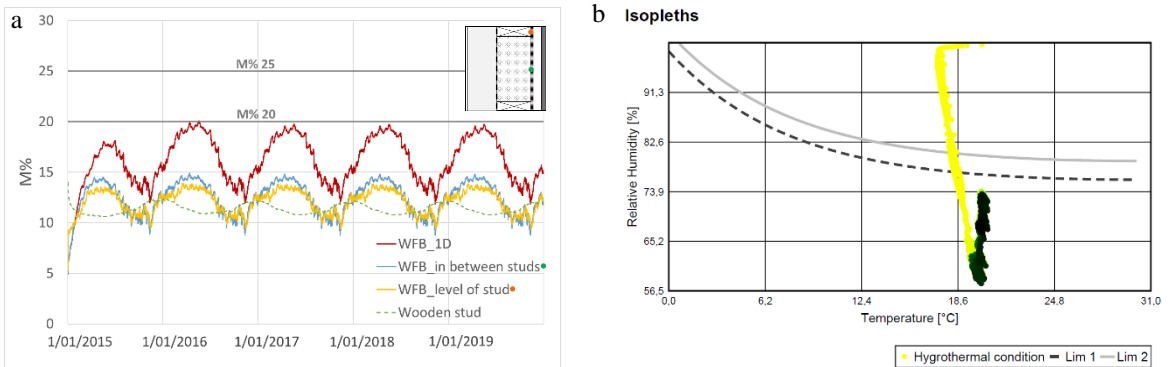 a
30
25
20
15
10
5
0
M%
M% 25
M% 20
WFB_1D
WFB_in between studs
WFB_level of stud
Wooden stud
1/01/2015 1/01/2016 1/01/2017 1/01/2018 1/01/2019
b Isopleths
Relative Humidity [%]
91,3
82,6
73,9
65,2
56,5
0,0 6,2 12,4 18,6 24,8 31,0
Temperature [°C]
Hygrothermal condition Lim 1 Lim 2